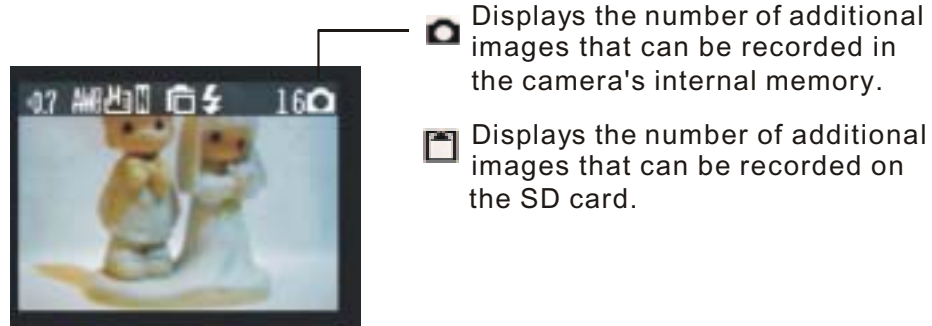 16
Displays the number of additional
images that can be recorded in
the camera's internal memory.
Displays the number of additional
images that can be recorded on
the SD card.